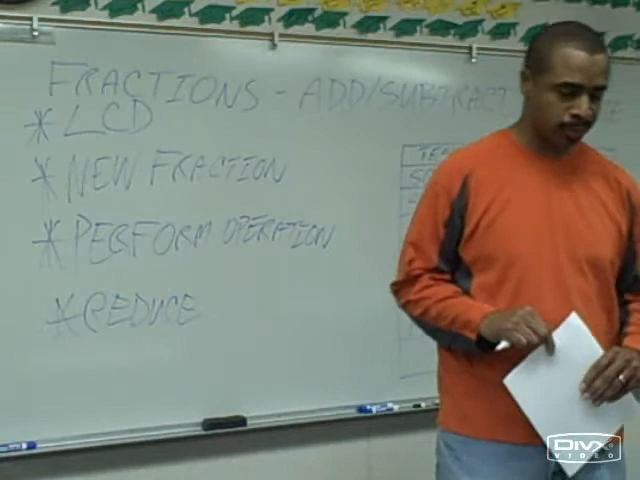 FRACTIONS - ADD/SUBTRACT
* LCD
* NEW FRACTION
* PERFORM OPERATION
* REDUCE
DIVX
VIDEO